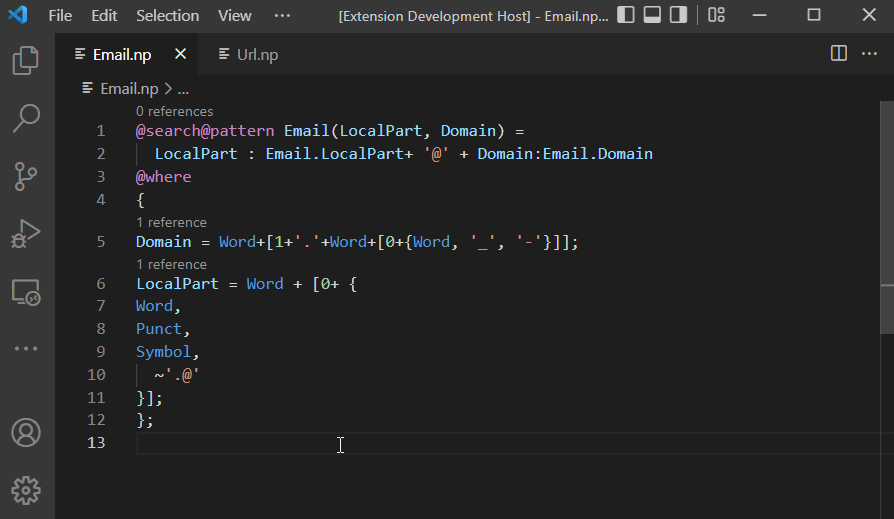 File Edit Selection View ··· [Extension Development Host] - Email.np...
Email.np Url.np ···
Email.np > ...
0 references
1 @search@pattern Email(LocalPart, Domain) =
2 LocalPart : Email.LocalPart+ '@' + Domain:Email.Domain
3 @where
4 {
1 reference
5 Domain = Word+[1+'.'+Word+[0+{Word, '_', '-'}]];
1 reference
6 LocalPart = Word + [0+ {
7 Word,
8 Punct,
9 Symbol,
10 ~'.@'
11 }];
12 };
13